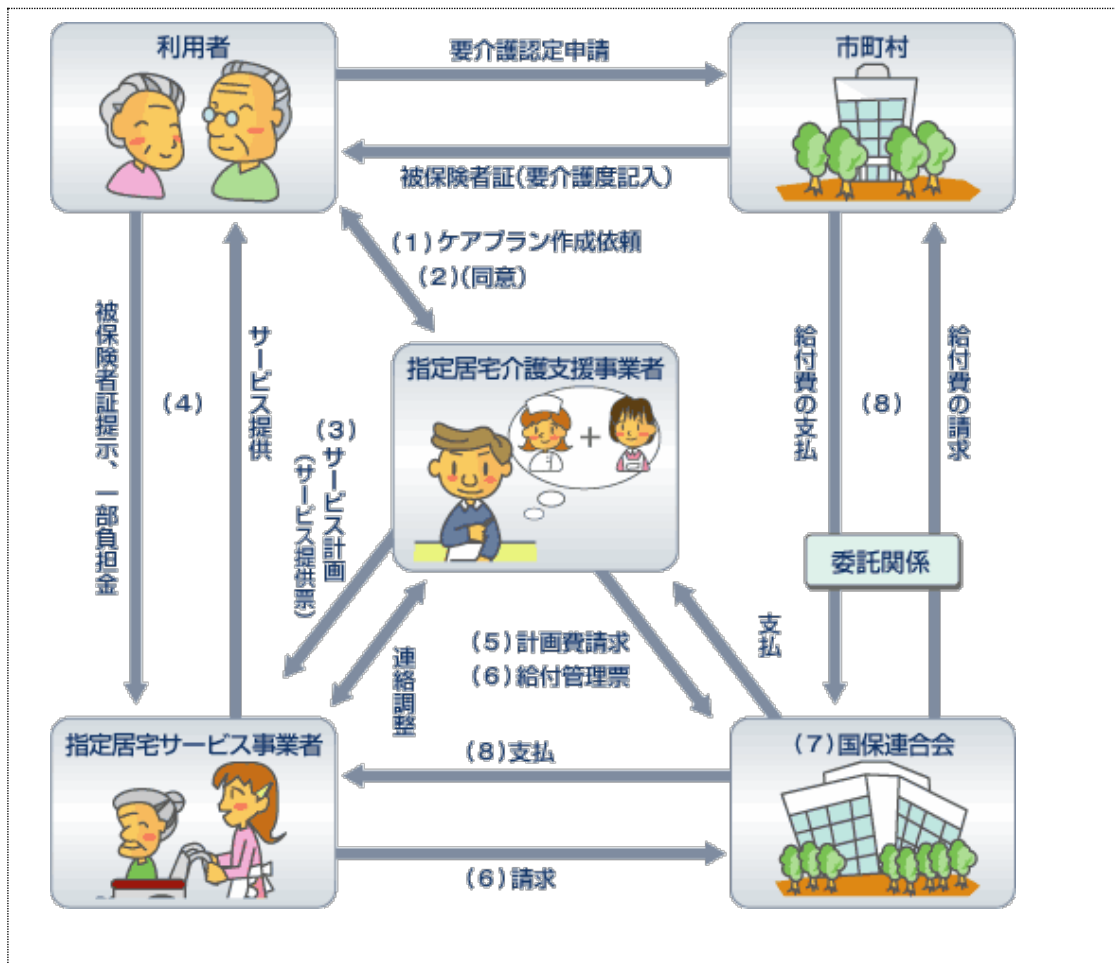 利用者
要介護認定申請
市町村
被保険者証(要介護度記入)
(1)ケアプラン作成依頼
(2)(同意)
被保険者証提示、一部負担金
(4)
サービス提供
指定居宅介護支援事業者
+
(3)サービス計画
(サービス提供票)
給付費の支払
(8)
給付費の請求
委託関係
連絡調整
(5)計画費請求
(6)給付管理票
支払
指定居宅サービス事業者
(8)支払
(7)国保連合会
(6)請求